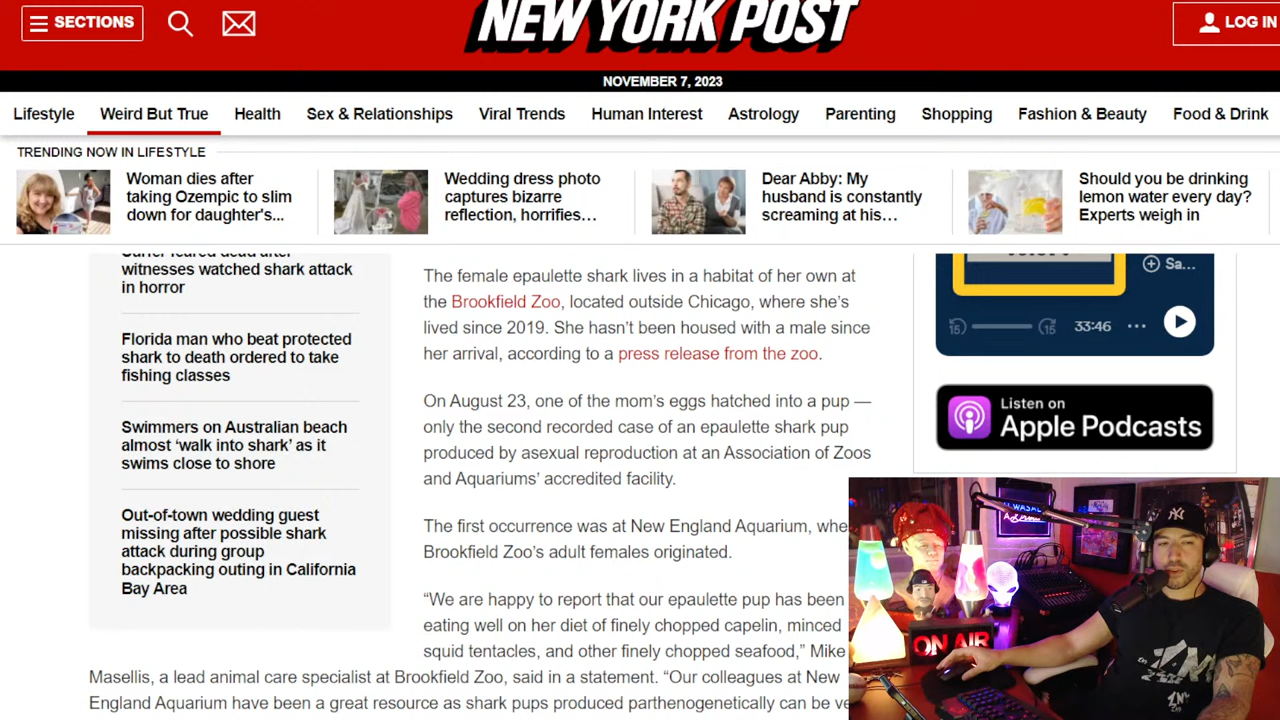 SECTIONS
NEW YORK POST
LOG IN
NOVEMBER 7, 2023
Lifestyle Weird But True Health Sex & Relationships Viral Trends Human Interest Astrology Parenting Shopping Fashion & Beauty Food & Drink
TRENDING NOW IN LIFESTYLE
Woman dies after
taking Ozempic to slim
down for daughter's...
Wedding dress photo
captures bizarre
reflection, horrifies...
Dear Abby: My
husband is constantly
screaming at his...
Should you be drinking
lemon water every day?
Experts weigh in
Surfer feared dead after
witnesses watched shark attack
in horror
Florida man who beat protected
shark to death ordered to take
fishing classes
Swimmers on Australian beach
almost ‘walk into shark’ as it
swims close to shore
Out-of-town wedding guest
missing after possible shark
attack during group
backpacking outing in California
Bay Area
The female epaulette shark lives in a habitat of her own at
the Brookfield Zoo, located outside Chicago, where she’s
lived since 2019. She hasn’t been housed with a male since
her arrival, according to a press release from the zoo.
On August 23, one of the mom’s eggs hatched into a pup —
only the second recorded case of an epaulette shark pup
produced by asexual reproduction at an Association of Zoos
and Aquariums’ accredited facility.
The first occurrence was at New England Aquarium, whe
Brookfield Zoo’s adult females originated.
“We are happy to report that our epaulette pup has been
eating well on her diet of finely chopped capelin, minced
squid tentacles, and other finely chopped seafood,” Mike
Masellis, a lead animal care specialist at Brookfield Zoo, said in a statement. “Our colleagues at New
England Aquarium have been a great resource as shark pups produced parthenogenetically can be ve
Sa...
15
15
33:46
Listen on
Apple Podcasts
ON AIR